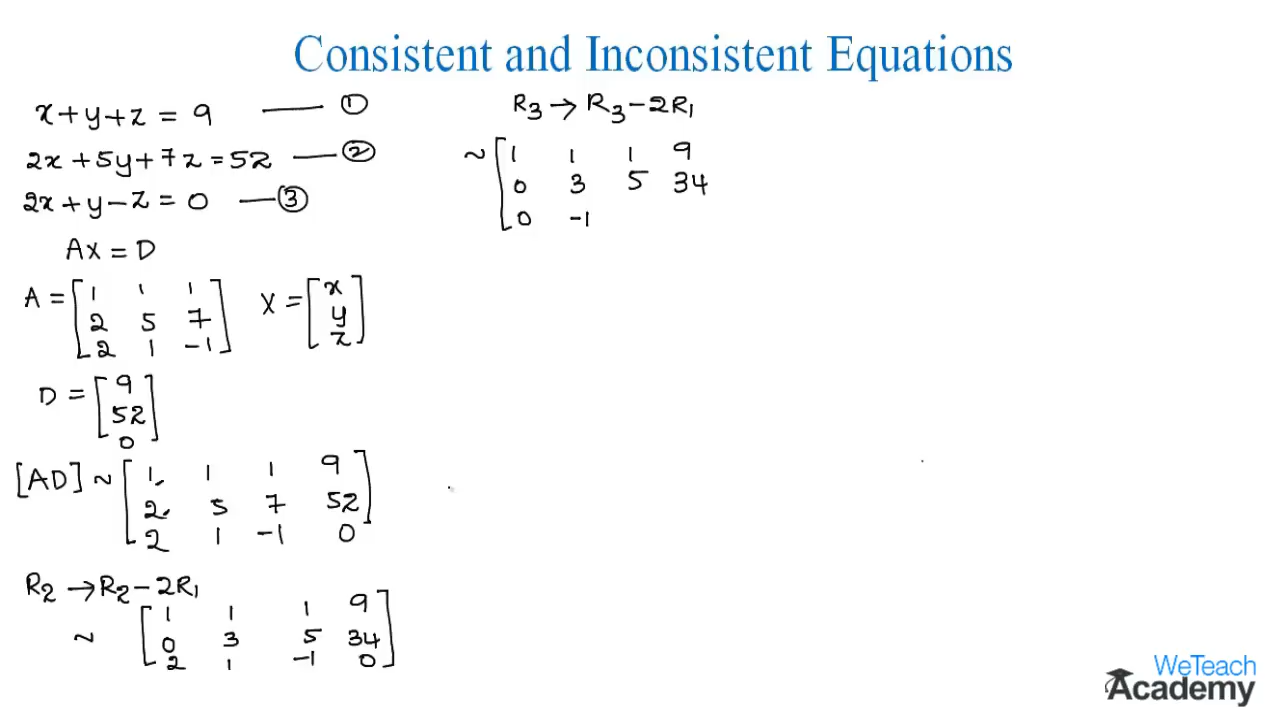 Consistent and Inconsistent Equations
x+y+z = 9 —— ①
2x+5y+7z=52 —— ②
2x+y-z = 0 —— ③
AX = D
A = [1 1 1
2 5 7
2 1 -1]
X = [x
y
z]
D = [9
52
0]
[AD] ~ [1 1 1 9
2 5 7 52
2 1 -1 0]
R2 → R2-2R1
~ [1 1 1 9
0 3 5 34
2 1 -1 0]
R3 → R3-2R1
~ [1 1 1 9
0 3 5 34
0 -1
WeTeach
Academy